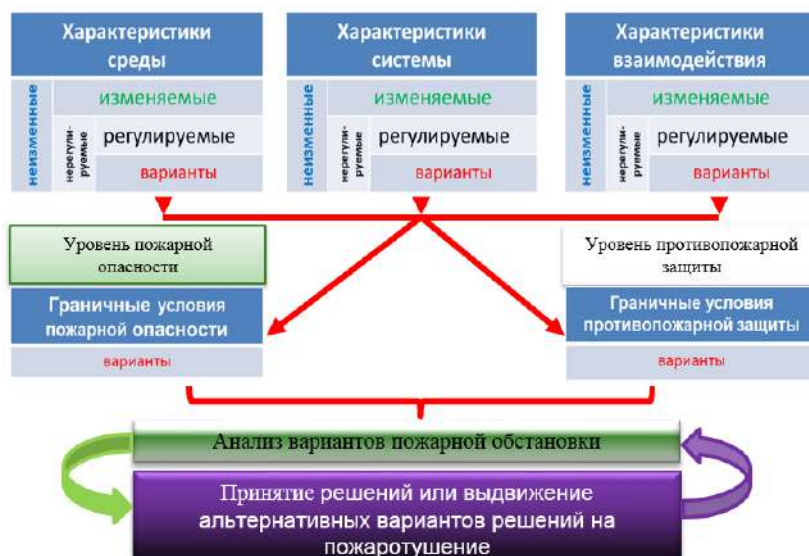 Характеристики
среды
неизменные
изменяемые
нерегули-
руемые
регулируемые
варианты
Характеристики
системы
неизменные
изменяемые
нерегули-
руемые
регулируемые
варианты
Характеристики
взаимодействия
неизменные
изменяемые
нерегули-
руемые
регулируемые
варианты
Уровень пожарной
опасности
Граничные условия
пожарной опасности
варианты
Уровень противопожарной
защиты
Граничные условия
противопожарной защиты
варианты
Анализ вариантов пожарной обстановки
Принятие решений или выдвижение
альтернативных вариантов решений на
пожаротушение